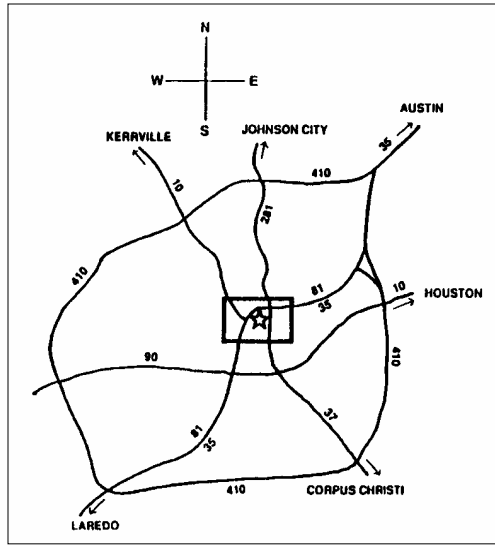 N
W E
S
AUSTIN
KERRVILLE
JOHNSON CITY
35
10
410
281
410
81
35
10
HOUSTON
90
410
81
35
37
410
CORPUS CHRISTI
LAREDO